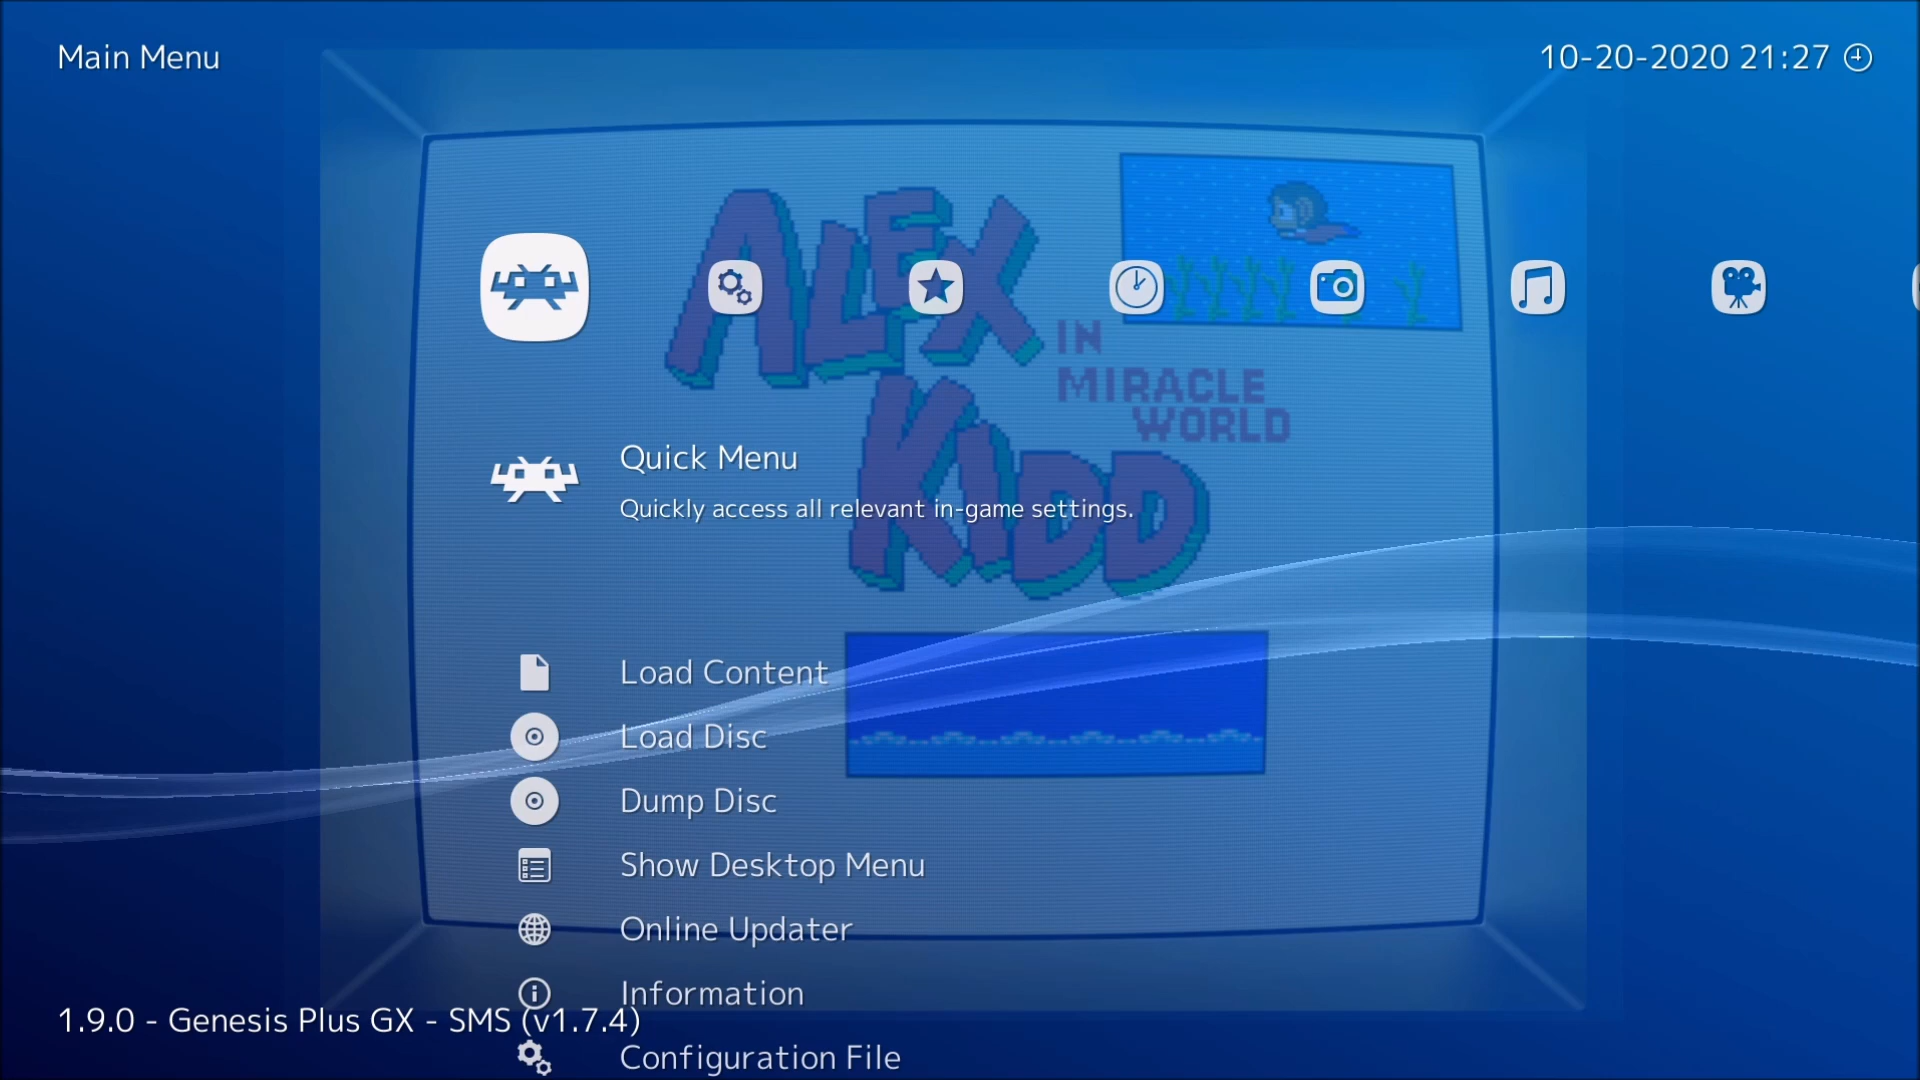 Main Menu
10-20-2020 21:27
ALEX
KIDD
IN
MIRACLE
WORLD
Quick Menu
Quickly access all relevant in-game settings.
Load Content
Load Disc
Dump Disc
Show Desktop Menu
Online Updater
Information
1.9.0 - Genesis Plus GX - SMS (v1.7.4)
Configuration File